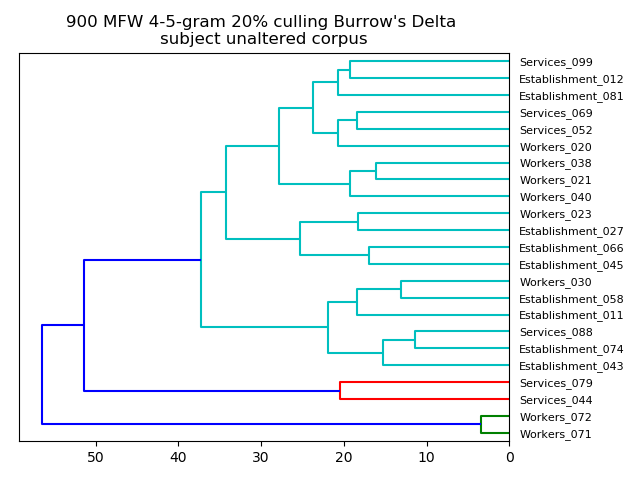 900 MFW 4-5-gram 20% culling Burrow's Delta
subject unaltered corpus
Services_099
Establishment_012
Establishment_081
Services_069
Services_052
Workers_020
Workers_038
Workers_021
Workers_040
Workers_023
Establishment_027
Establishment_066
Establishment_045
Workers_030
Establishment_058
Establishment_011
Services_088
Establishment_074
Establishment_043
Services_079
Services_044
Workers_072
Workers_071
50 40 30 20 10 0